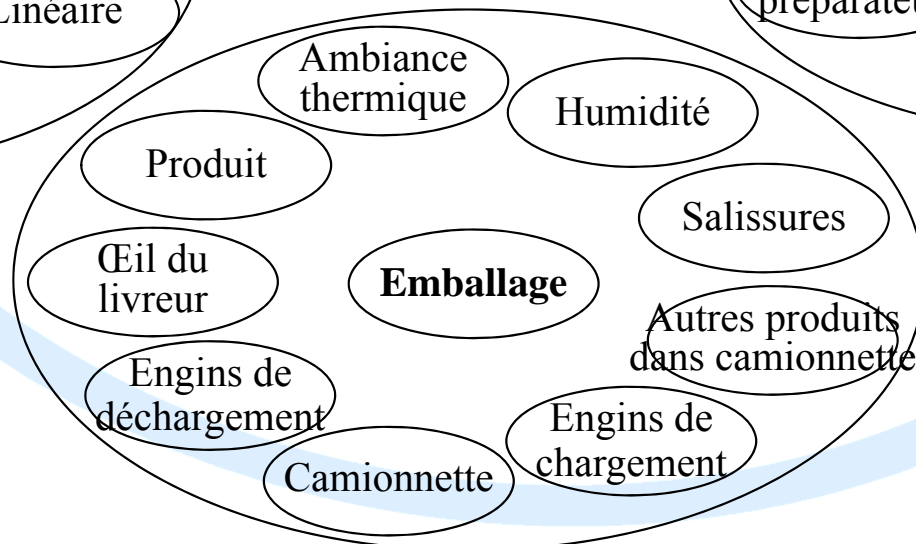 Linéaire
Ambiance
thermique
Humidité
Produit
Salissures
Œil du
livreur
Emballage
Autres produits
dans camionnette
Engins de
déchargement
Engins de
chargement
Camionnette